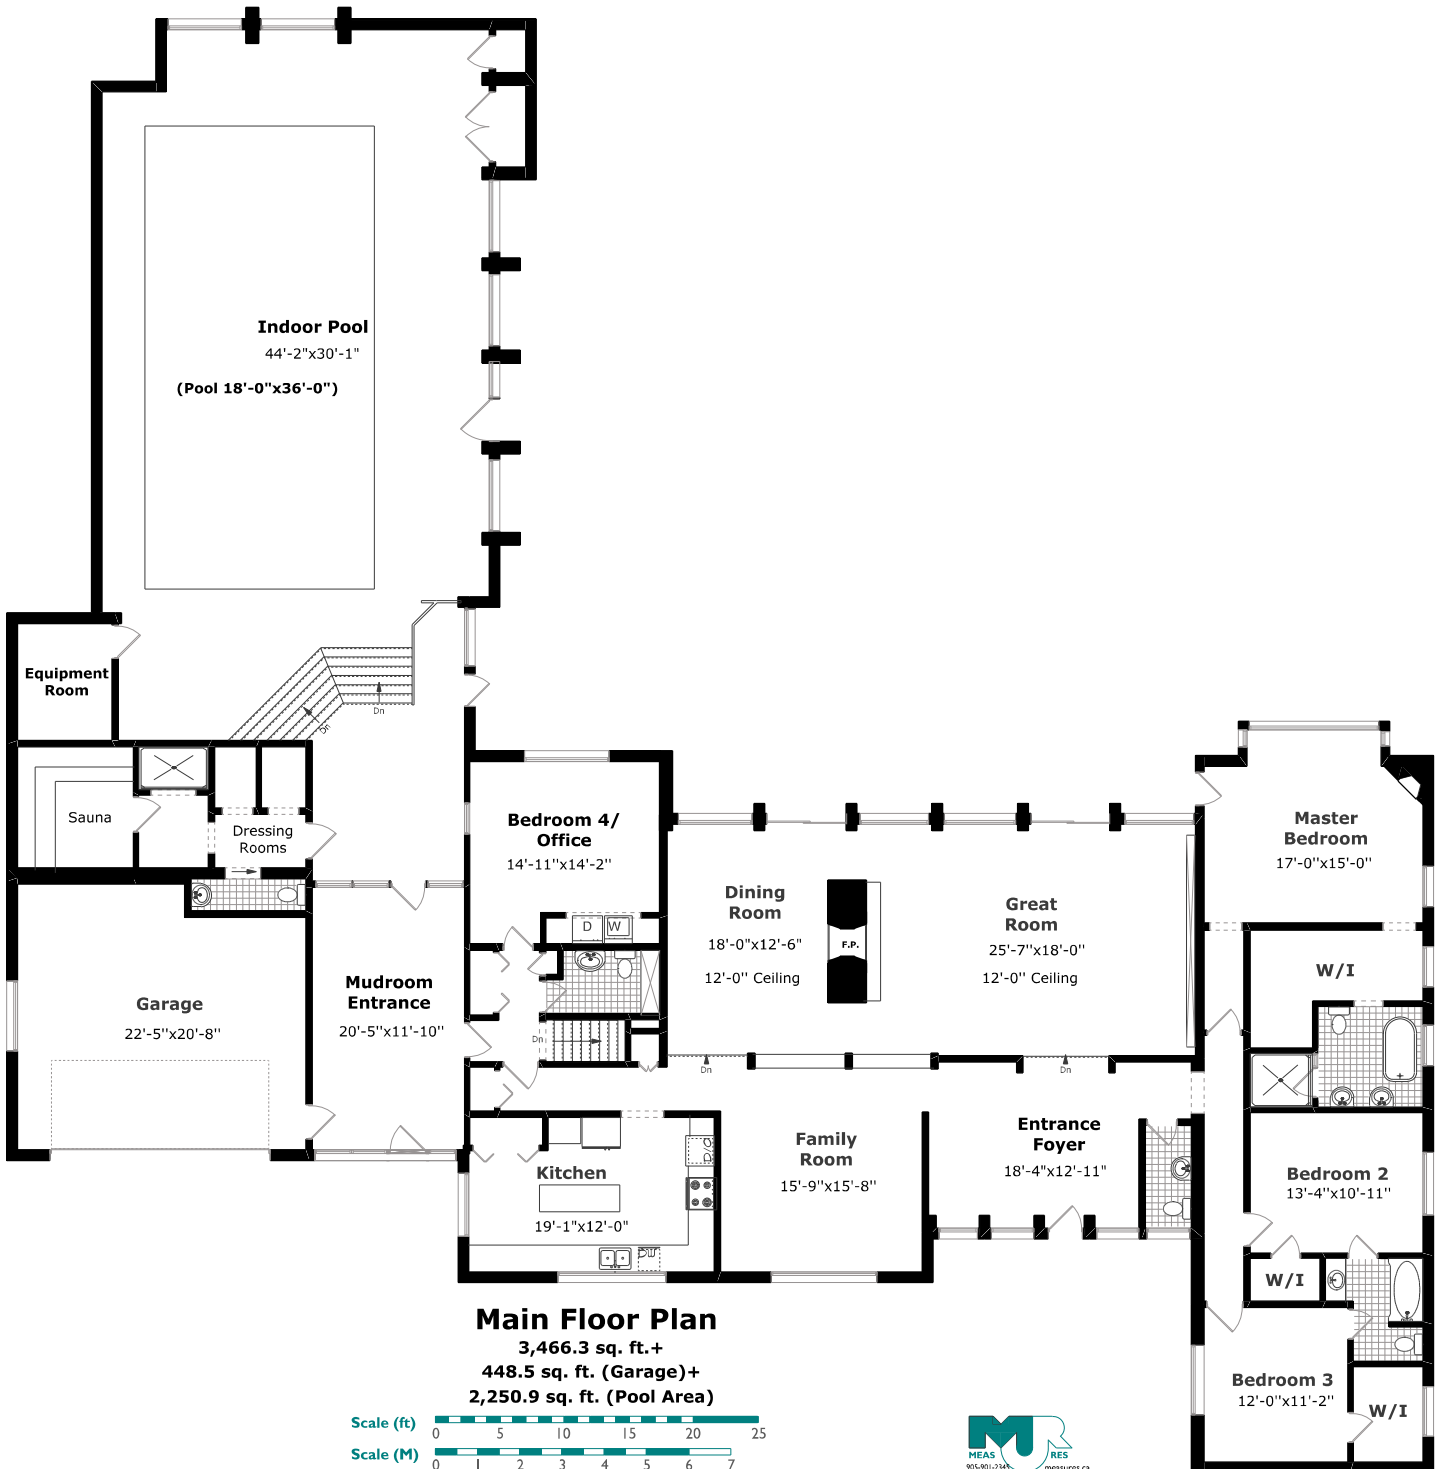 Indoor Pool
44'-2"x30'-1"
(Pool 18'-0"x36'-0")
Equipment
Room
Dn
Dn
Sauna
Dressing
Rooms
Bedroom 4/
Office
14'-11"x14'-2"
D
W
Dining
Room
18'-0"x12'-6"
12'-0" Ceiling
F.P.
Great
Room
25'-7"x18'-0"
12'-0" Ceiling
Master
Bedroom
17'-0"x15'-0"
W/I
Garage
22'-5"x20'-8"
Mudroom
Entrance
20'-5"x11'-10"
Dn
Dn
Dn
Kitchen
19'-1"x12'-0"
Family
Room
15'-9"x15'-8"
Entrance
Foyer
18'-4"x12'-11"
Bedroom 2
13'-4"x10'-11"
W/I
Bedroom 3
12'-0"x11'-2"
W/I
Main Floor Plan
3,466.3 sq. ft.+
448.5 sq. ft. (Garage)+
2,250.9 sq. ft. (Pool Area)
Scale (ft)
0 5 10 15 20 25
Scale (M)
0 1 2 3 4 5 6 7
MEAS RES
905-901-2345 measures.ca